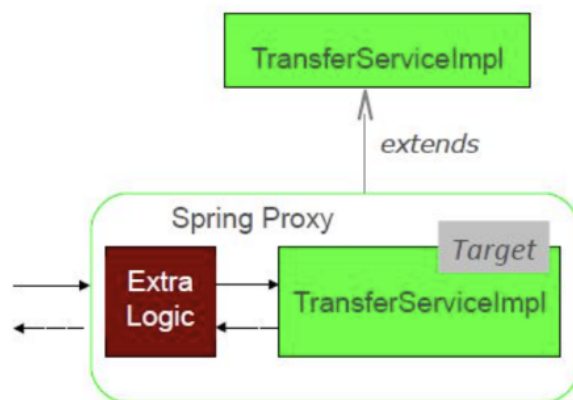 TransferServiceImpl
extends
Spring Proxy
Target
Extra
Logic
TransferServiceImpl